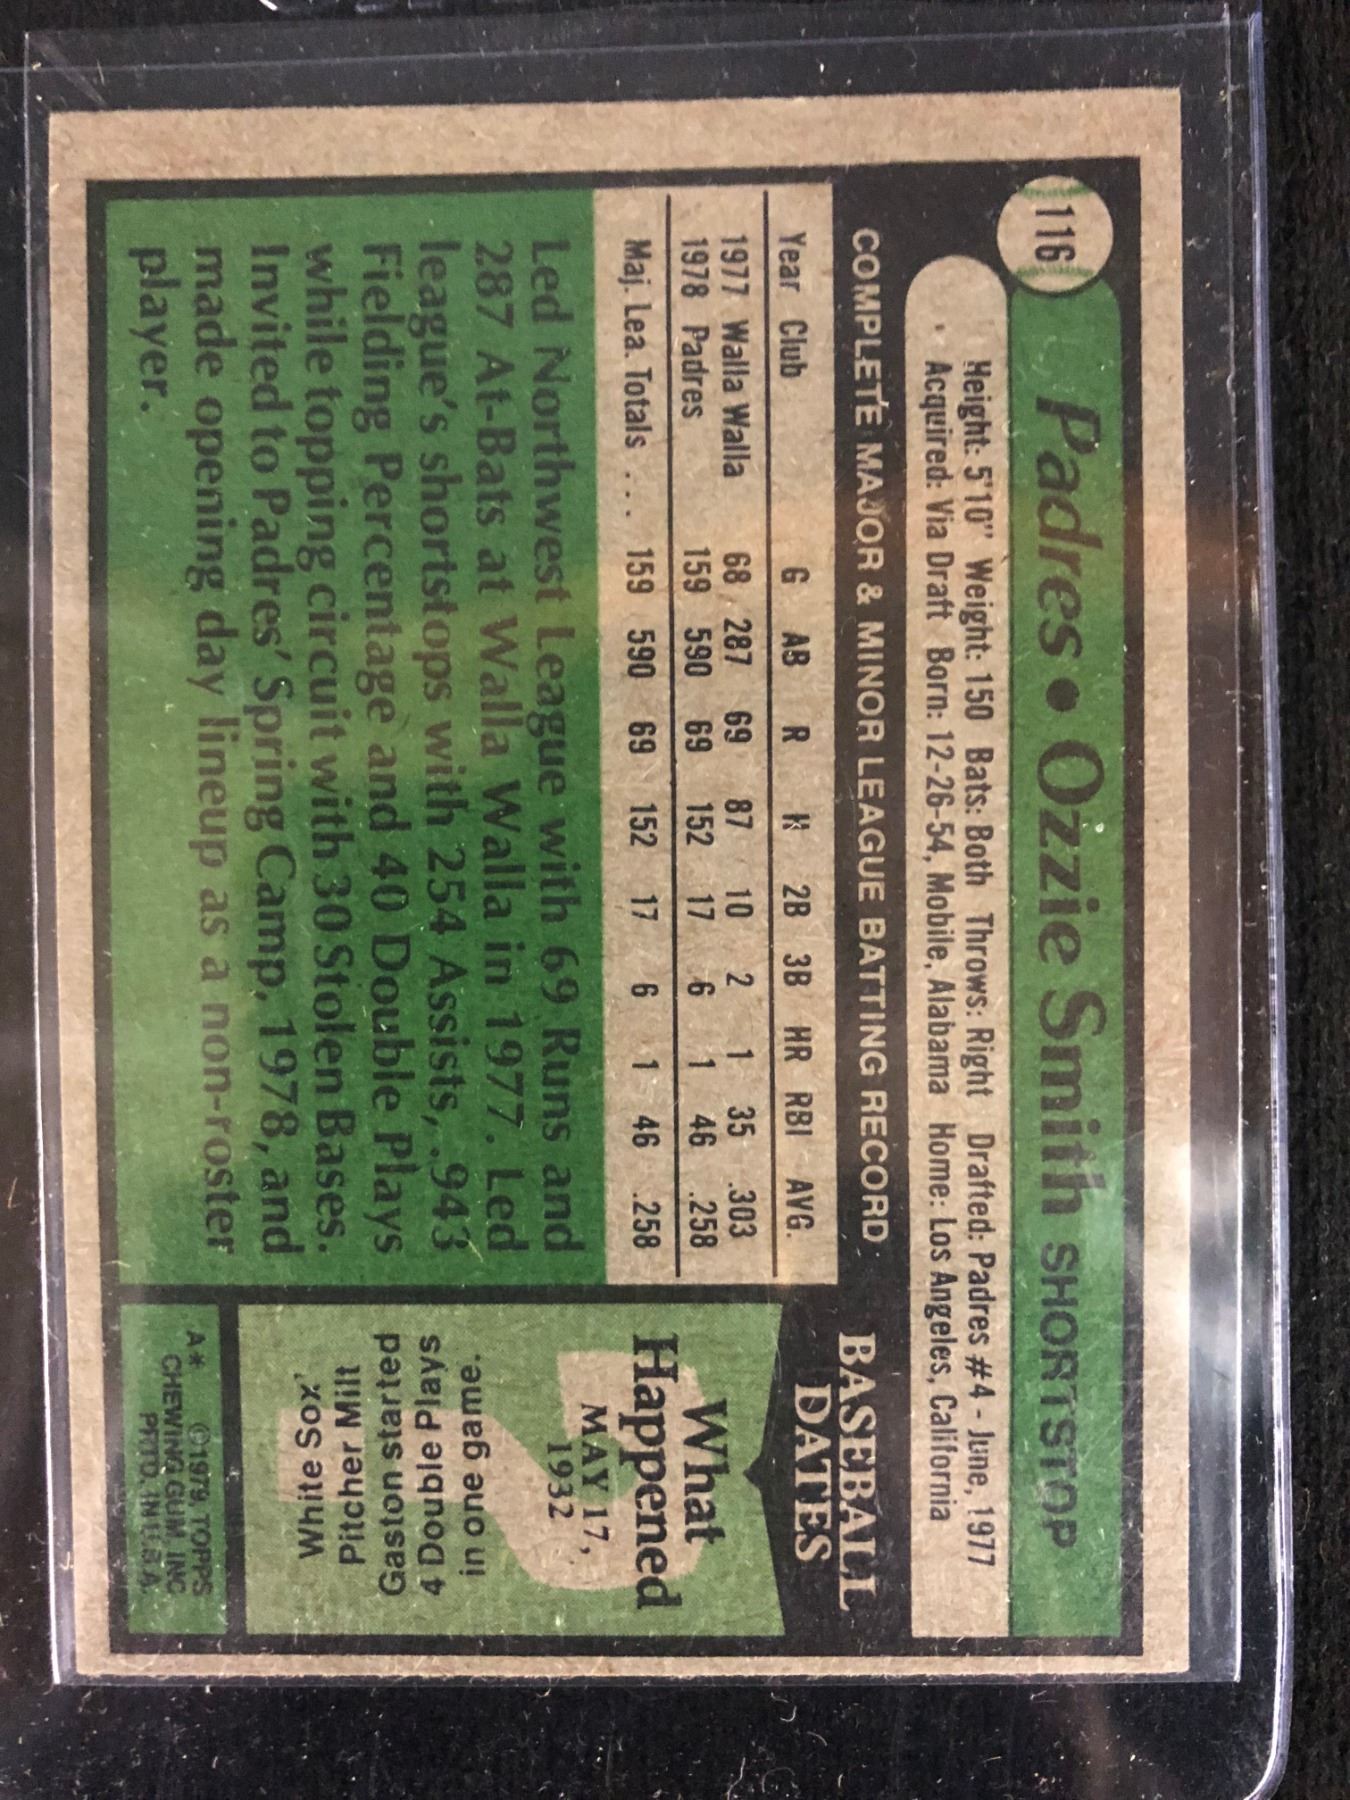 116
Padres • Ozzie Smith SHORTSTOP
Height: 5'10" Weight: 150 Bats: Both Throws: Right Drafted: Padres #4 - June, 1977
Acquired: Via Draft Born: 12-26-54, Mobile, Alabama Home: Los Angeles, California
COMPLETE MAJOR & MINOR LEAGUE BATTING RECORD
Year Club G AB R H 2B 3B HR RBI AVG.
1977 Walla Walla 68 287 69 87 10 2 1 35 .303
1978 Padres 159 590 69 152 17 6 1 46 .258
Maj. Lea. Totals . . . 159 590 69 152 17 6 1 46 .258
Led Northwest League with 69 Runs and
287 At-Bats at Walla Walla in 1977. Led
league's shortstops with 254 Assists, .943
Fielding Percentage and 40 Double Plays
while topping circuit with 30 Stolen Bases.
Invited to Padres' Spring Camp, 1978, and
made opening day lineup as a non-roster
player.
BASEBALL
DATES
What
Happened
MAY 17,
1932
White Sox'
Pitcher Milt
Gaston started
4 Double Plays
in one game.
A* ©1979, TOPPS
CHEWING GUM, INC.
PRTD. IN U.S.A.